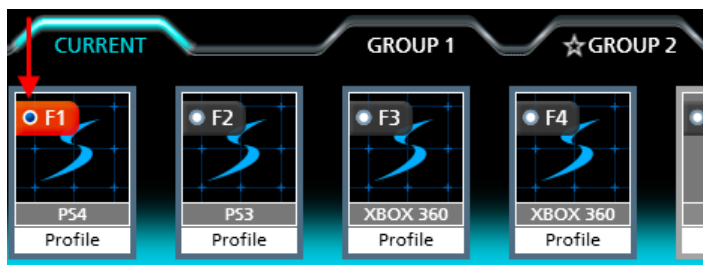 CURRENT GROUP 1 ☆GROUP 2
F1 F2 F3 F4
PS4 PS3 XBOX 360 XBOX 360
Profile Profile Profile Profile